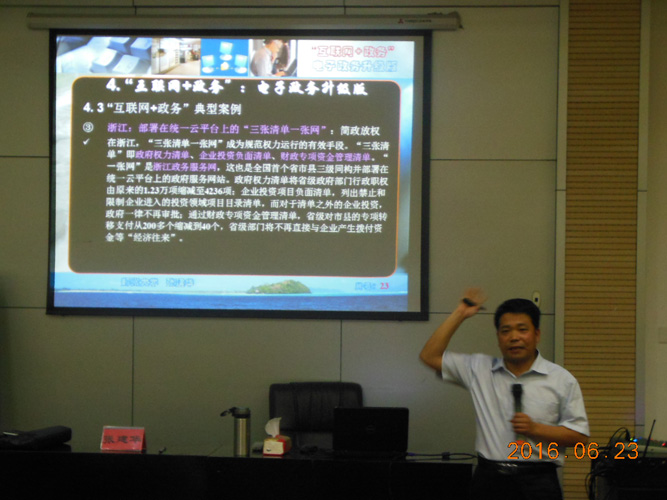 “互联网+政务”
电子政务升级版
4.“互联网+政务”：电子政务升级版
4.3“互联网+政务”典型案例
③ 浙江：部署在统一云平台上的“三张清单一张网”：简政放权
✓ 在浙江，“三张清单一张网”成为规范权力运行的有效手段。“三张清
单”即政府权力清单、企业投资负面清单、财政专项资金管理清单，“
一张网”是浙江政务服务网，这也是全国首个省市县三级同构并部署在
统一云平台上的政府服务网站。政府权力清单将省级政府部门行政职权
由原来的1.23万项缩减至4236项；企业投资项目负面清单，列出禁止和
限制企业进入的投资领域项目目录清单，而对于清单之外的企业投资，
政府一律不再审批；通过财政专项资金管理清单，省级对市县的专项转
移支付从200多个缩减到40个，省级部门将不再直接与企业产生拨付资
金等“经济往来”。
23
张建华
2016.06.23